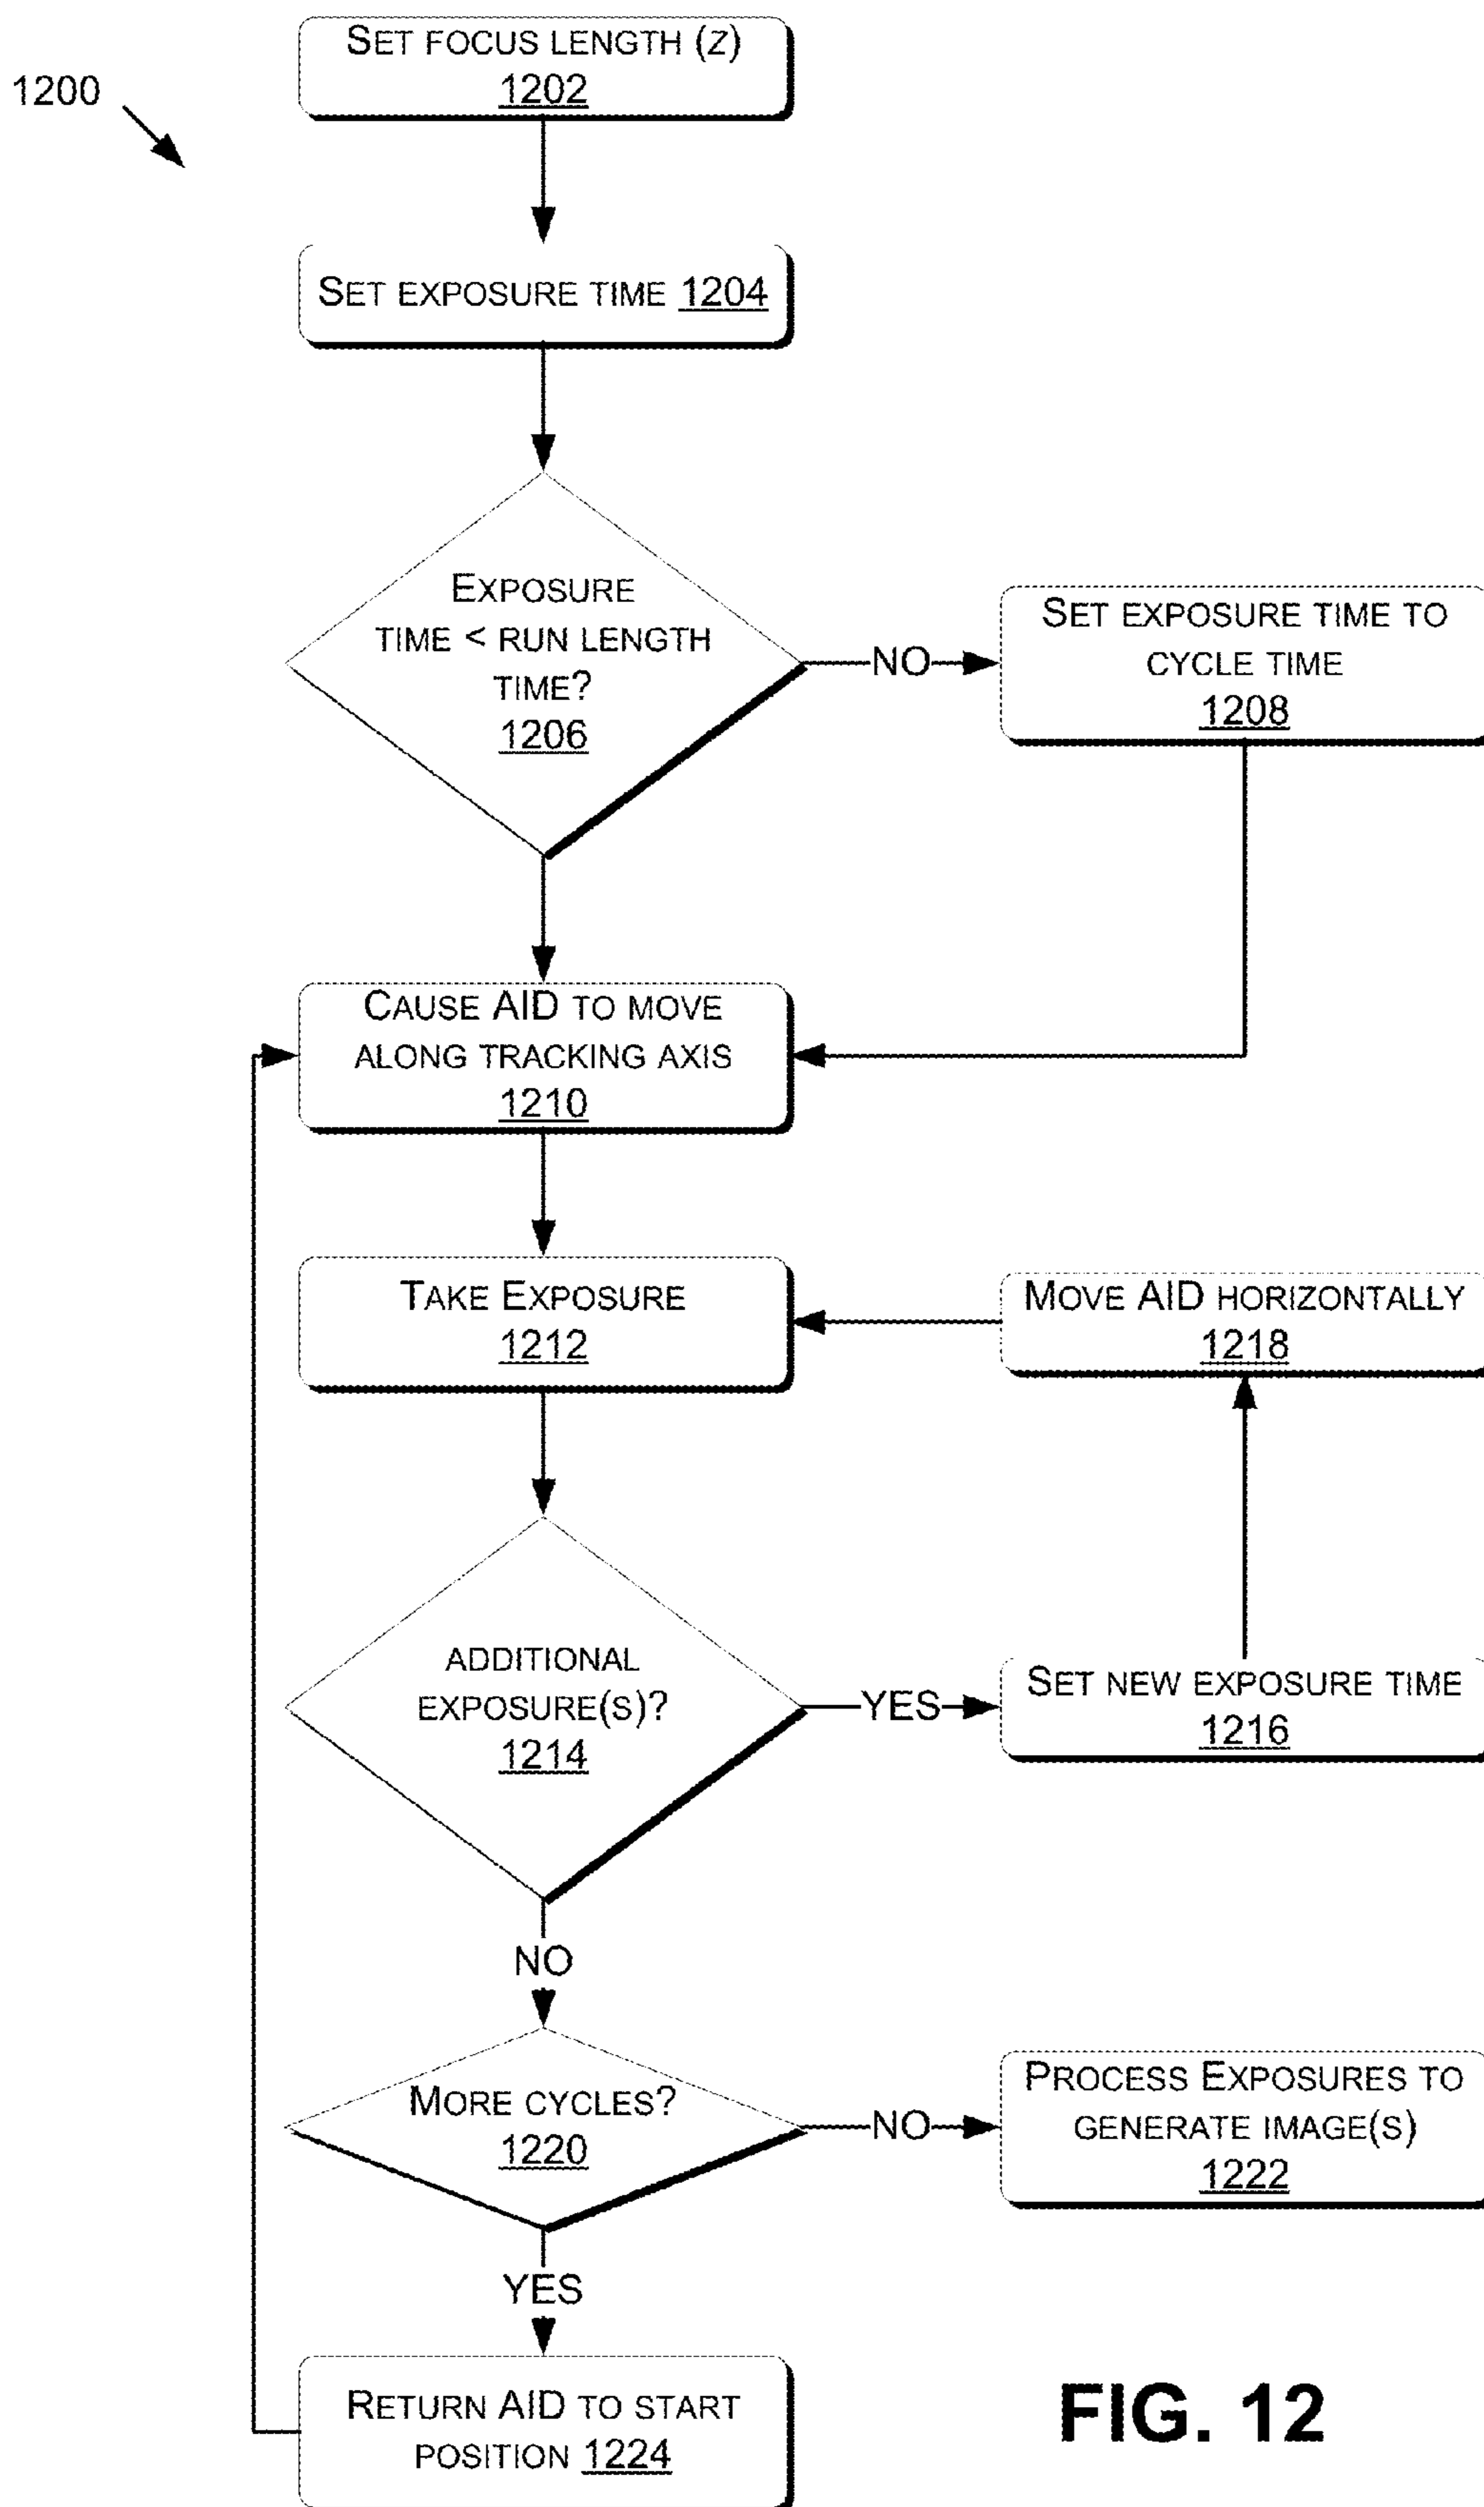 1200
SET FOCUS LENGTH (Z)
1202
SET EXPOSURE TIME 1204
EXPOSURE
TIME < RUN LENGTH
TIME?
1206
NO
SET EXPOSURE TIME TO
CYCLE TIME
1208
CAUSE AID TO MOVE
ALONG TRACKING AXIS
1210
TAKE EXPOSURE
1212
MOVE AID HORIZONTALLY
1218
ADDITIONAL
EXPOSURE(S)?
1214
YES
SET NEW EXPOSURE TIME
1216
NO
MORE CYCLES?
1220
NO
PROCESS EXPOSURES TO
GENERATE IMAGE(S)
1222
YES
RETURN AID TO START
POSITION 1224
FIG. 12